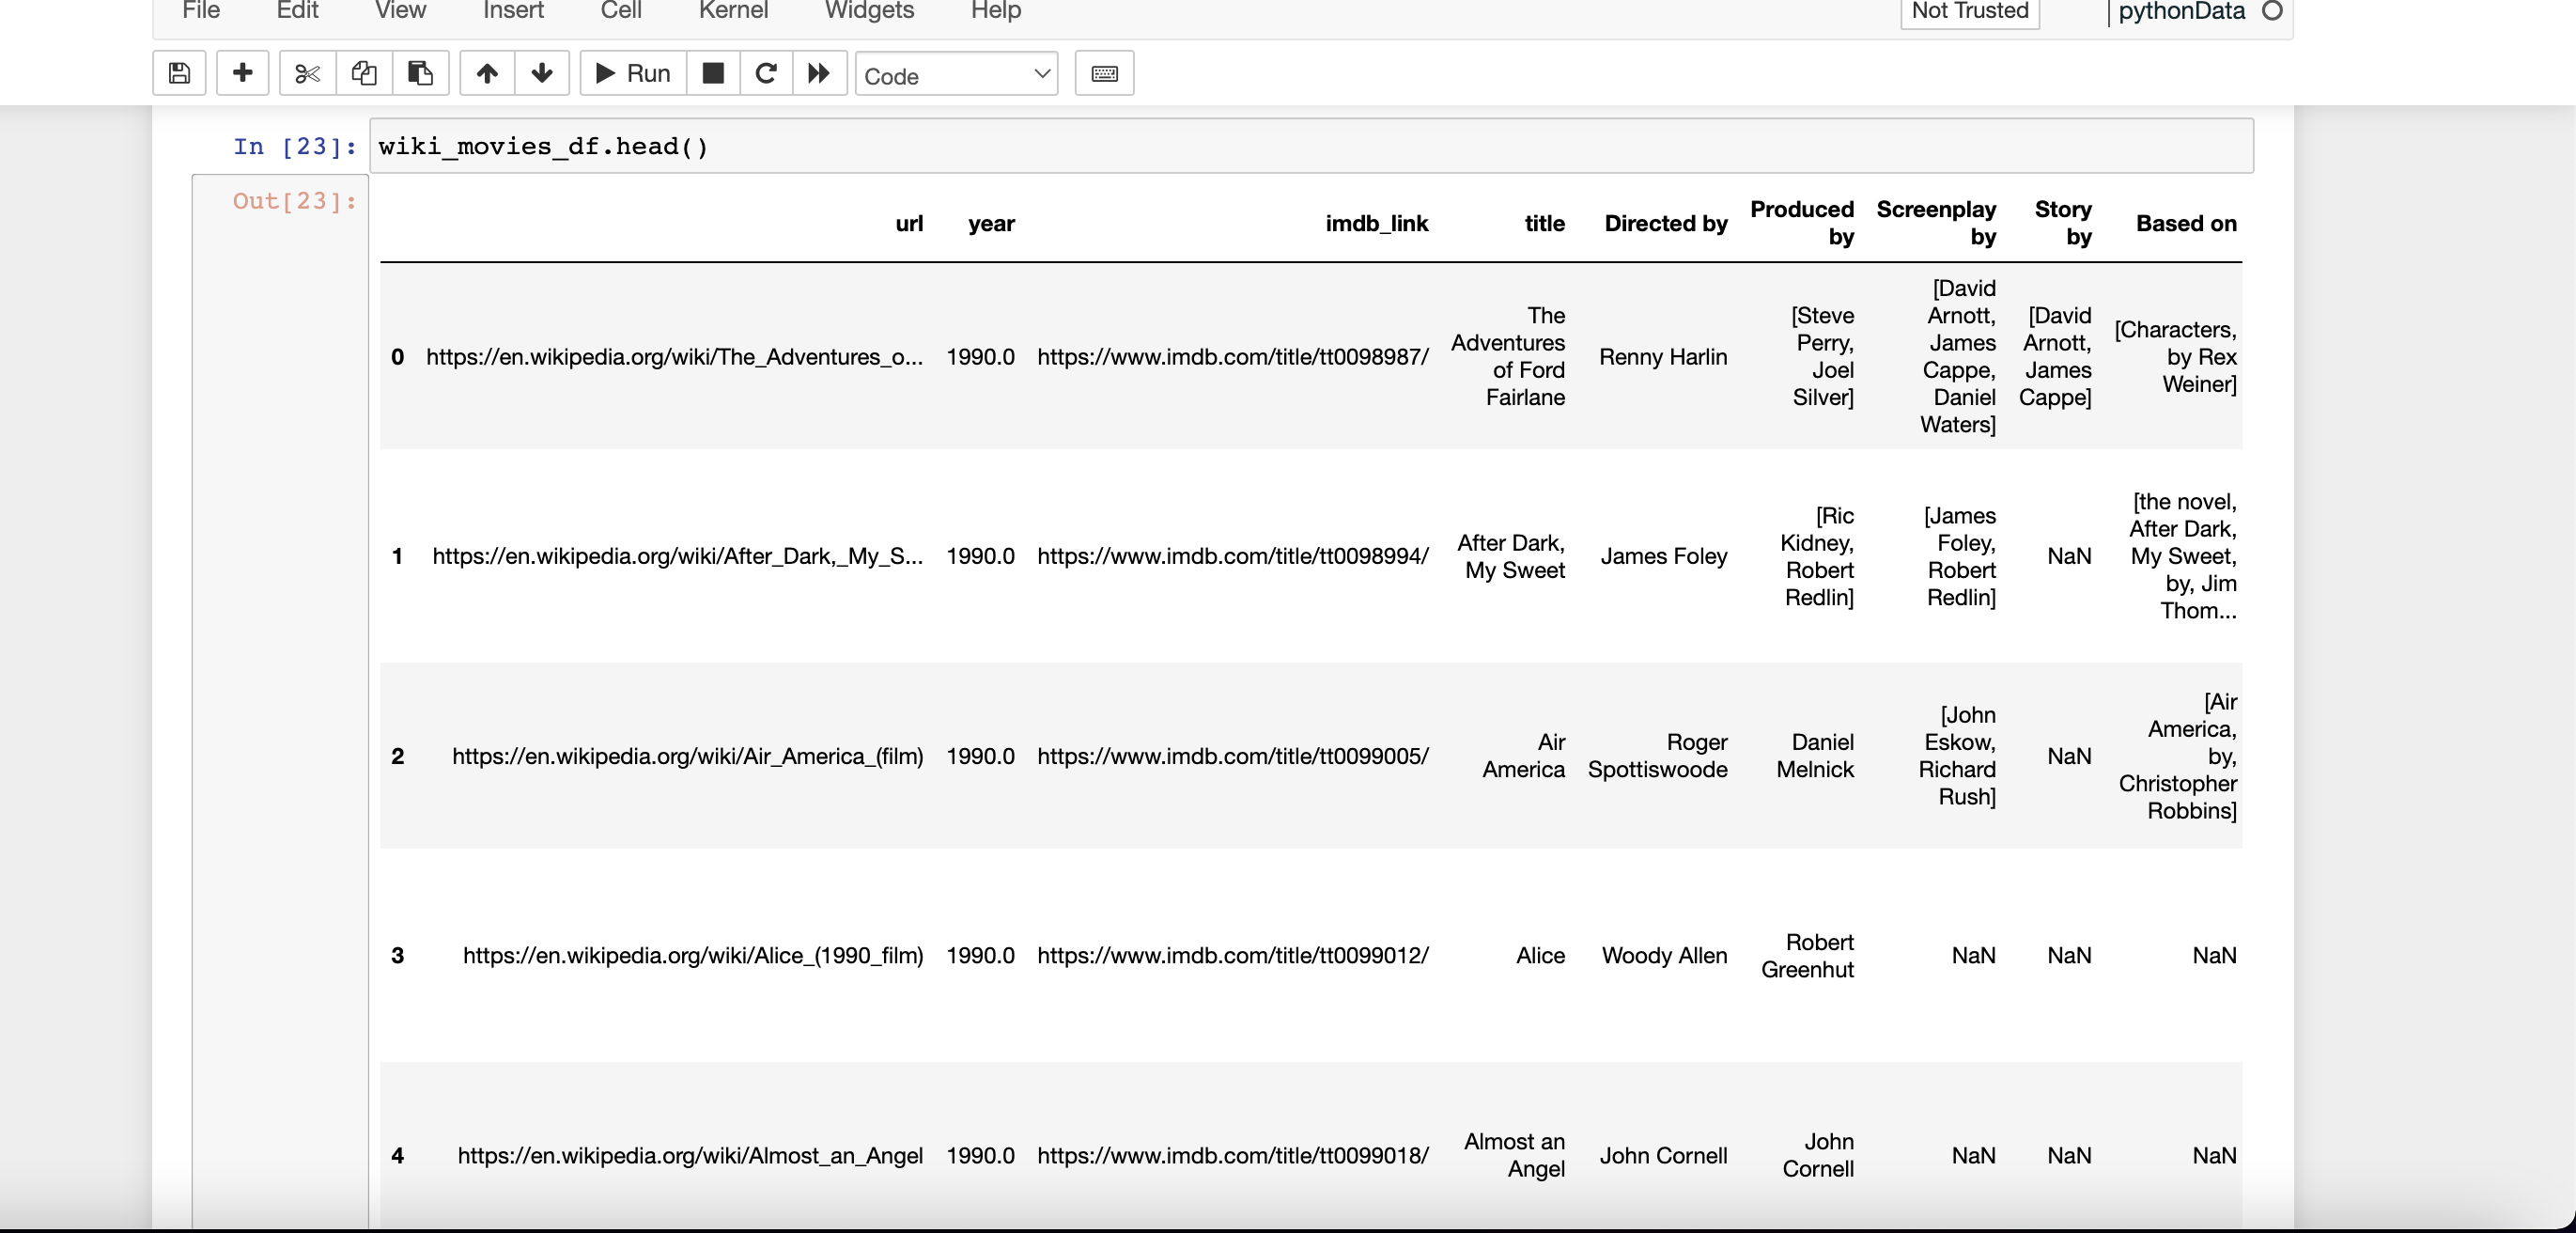 File Edit View Insert Cell Kernel Widgets Help Not Trusted pythonData
Run Code
In [23]: wiki_movies_df.head()
Out[23]:
url year imdb_link title Directed by Produced by Screenplay by Story by Based on
0 https://en.wikipedia.org/wiki/The_Adventures_o... 1990.0 https://www.imdb.com/title/tt0098987/ The Adventures of Ford Fairlane Renny Harlin [Steve Perry, Joel Silver] [David Arnott, James Cappe, Daniel Waters] [David Arnott, James Cappe] [Characters, by Rex Weiner]
1 https://en.wikipedia.org/wiki/After_Dark,_My_S... 1990.0 https://www.imdb.com/title/tt0098994/ After Dark, My Sweet James Foley [Ric Kidney, Robert Redlin] [James Foley, Robert Redlin] NaN [the novel, After Dark, My Sweet, by, Jim Thom...
2 https://en.wikipedia.org/wiki/Air_America_(film) 1990.0 https://www.imdb.com/title/tt0099005/ Air America Roger Spottiswoode Daniel Melnick [John Eskow, Richard Rush] NaN [Air America, by, Christopher Robbins]
3 https://en.wikipedia.org/wiki/Alice_(1990_film) 1990.0 https://www.imdb.com/title/tt0099012/ Alice Woody Allen Robert Greenhut NaN NaN NaN
4 https://en.wikipedia.org/wiki/Almost_an_Angel 1990.0 https://www.imdb.com/title/tt0099018/ Almost an Angel John Cornell John Cornell NaN NaN NaN